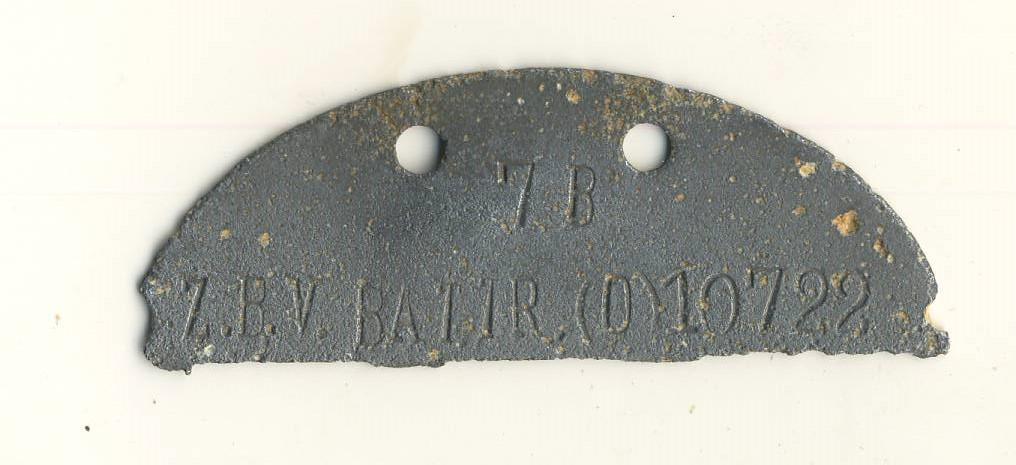 7 B
Z.B.V. BATTR. (O) 10722